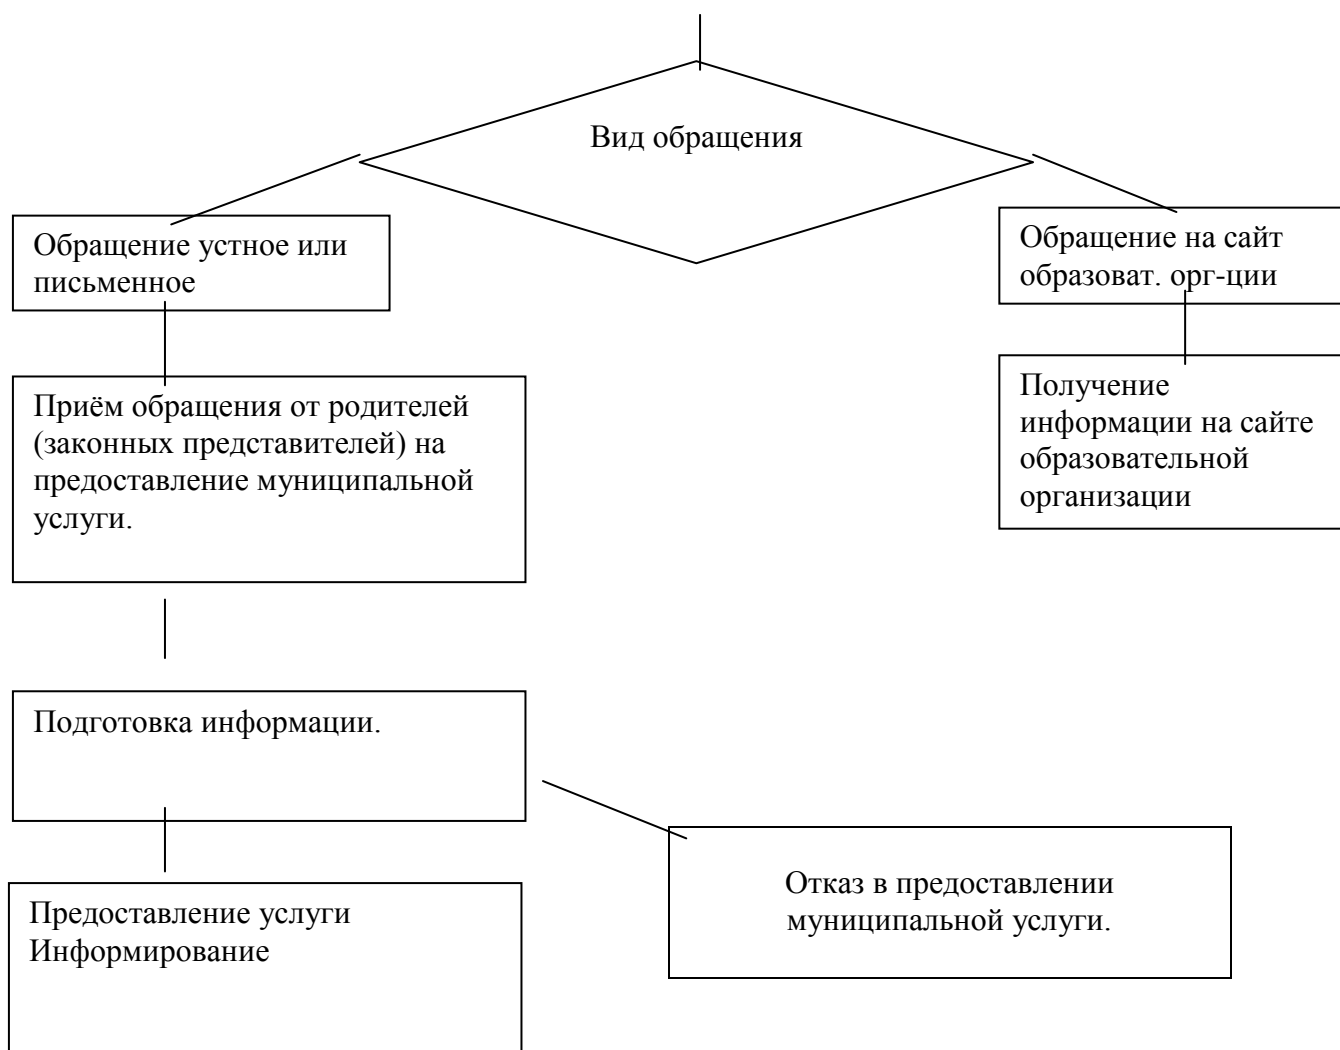 Вид обращения
Обращение устное или
письменное
Обращение на сайт
образоват. орг-ции
Приём обращения от родителей
(законных представителей) на
предоставление муниципальной
услуги.
Получение
информации на сайте
образовательной
организации
Подготовка информации.
Отказ в предоставлении
муниципальной услуги.
Предоставление услуги
Информирование